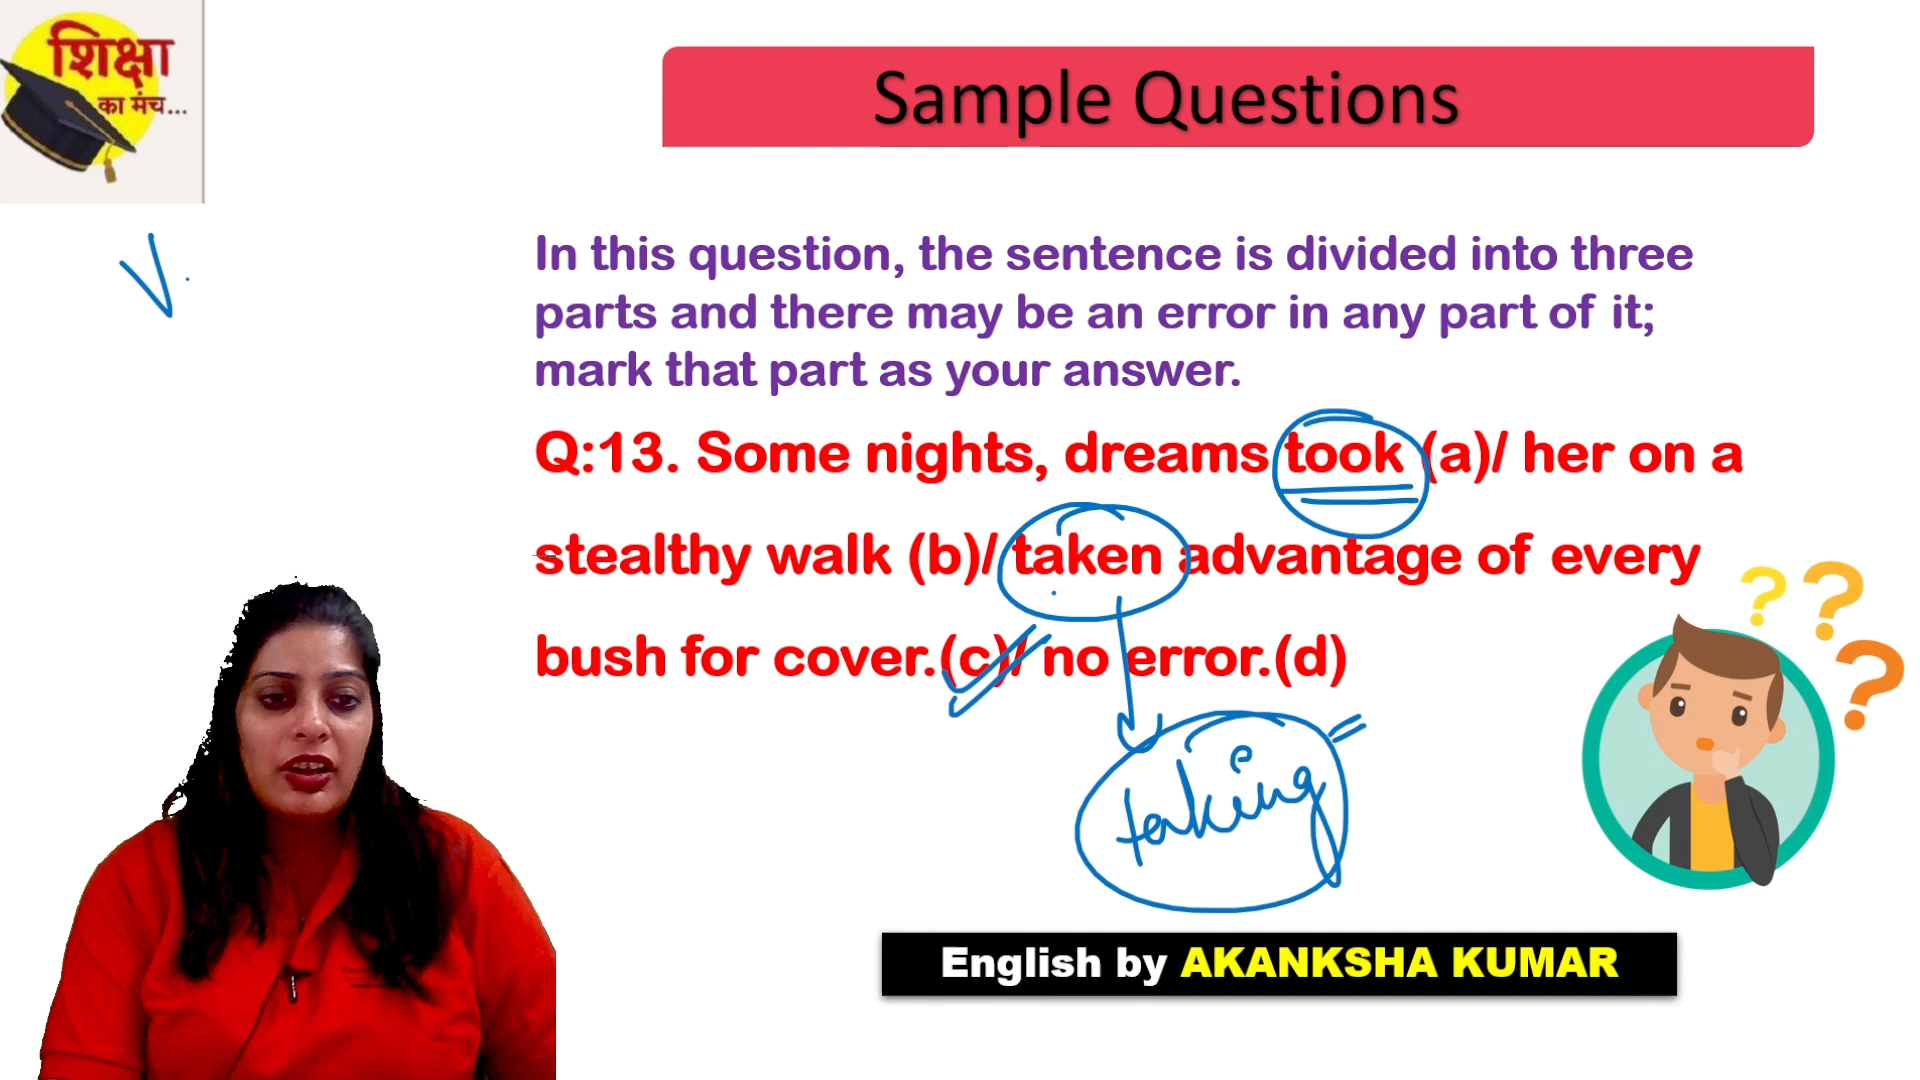 शिक्षा
का मंच...
Sample Questions
In this question, the sentence is divided into three
parts and there may be an error in any part of it;
mark that part as your answer.
Q:13. Some nights, dreams took (a)/ her on a
stealthy walk (b)/ taken advantage of every
bush for cover.(c)/ no error.(d)
taking
English by AKANKSHA KUMAR